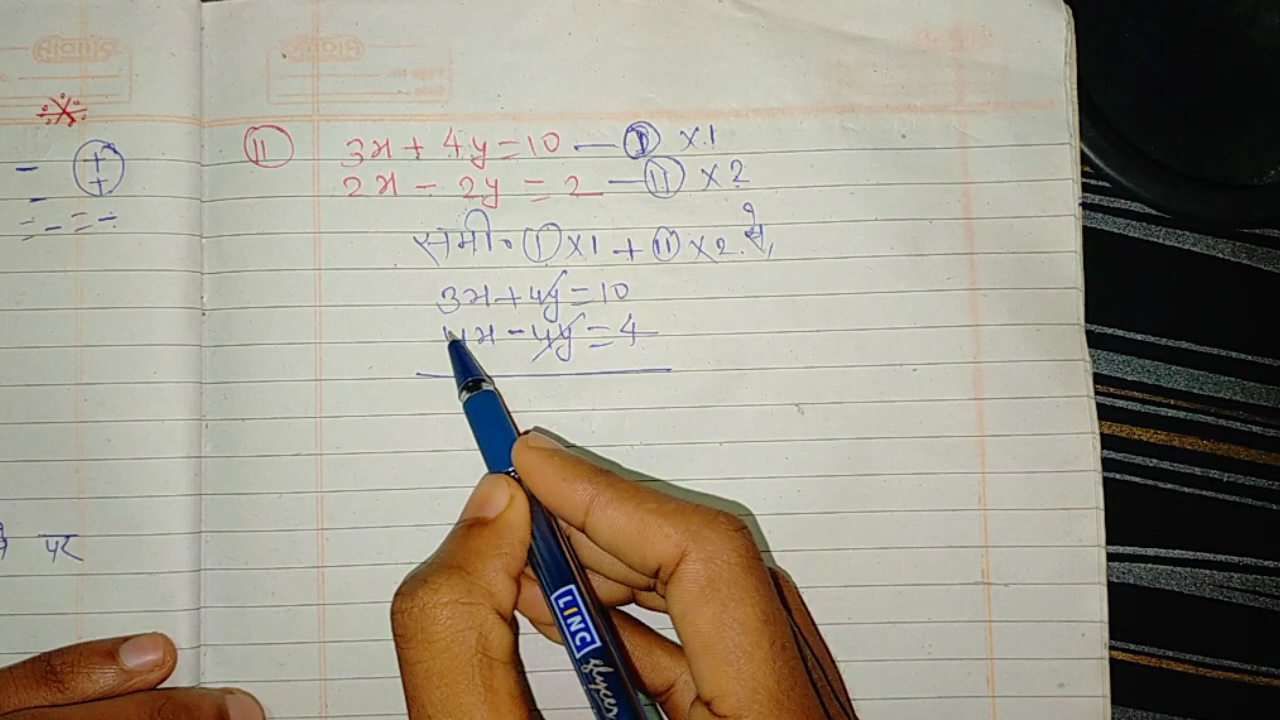 (II) 3x + 4y = 10 — (I) × 1
2x - 2y = 2 — (II) × 2
समी० (I) × 1 + (II) × 2 से,
3x + 4y = 10
4x - 4y = 4
पर
LINC
glycer